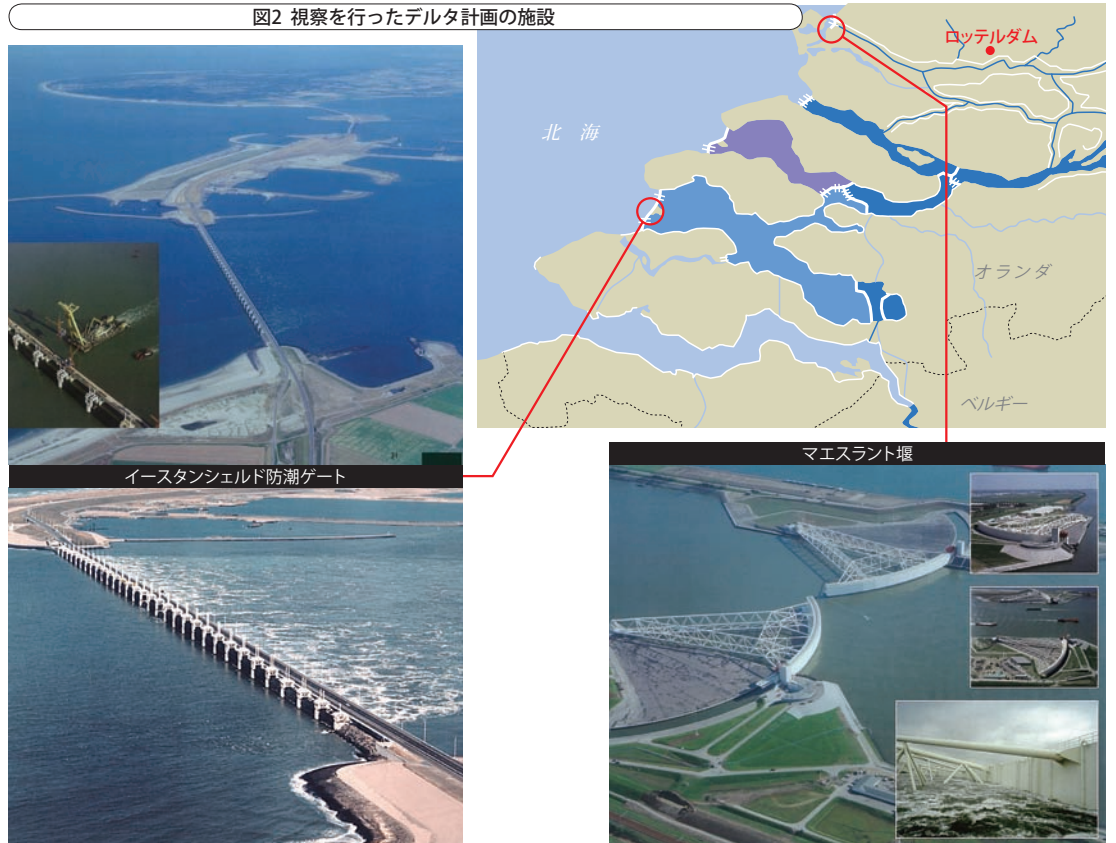 図2 視察を行ったデルタ計画の施設
ロッテルダム
北 海
オランダ
ベルギー
イースタンシェルド防潮ゲート
マエスラント堰